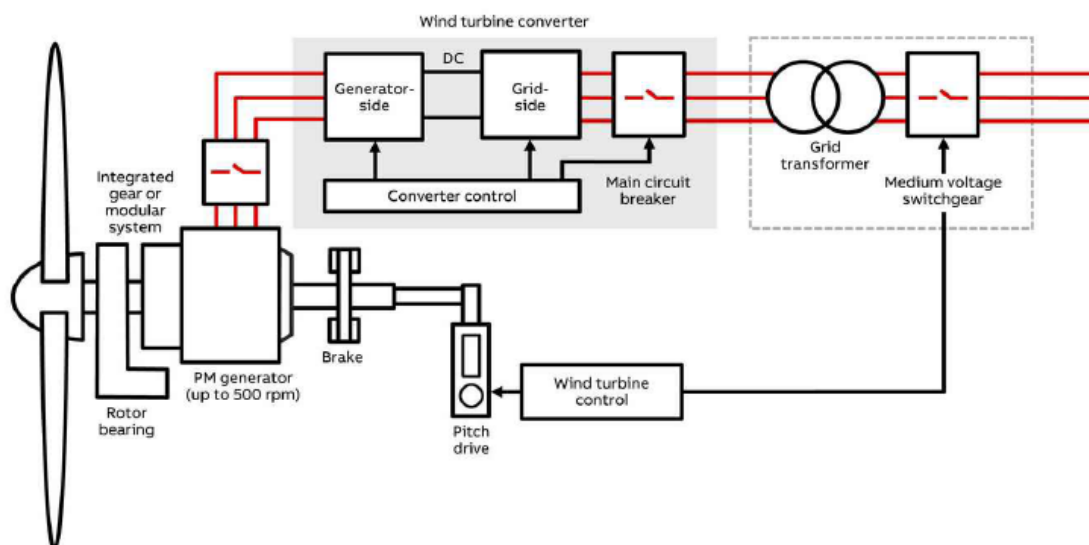 Wind turbine converter
DC
Generator-
side
Grid-
side
Converter control
Main circuit
breaker
Grid
transformer
Medium voltage
switchgear
Integrated
gear or
modular
system
PM generator
(up to 500 rpm)
Rotor
bearing
Brake
Pitch
drive
Wind turbine
control